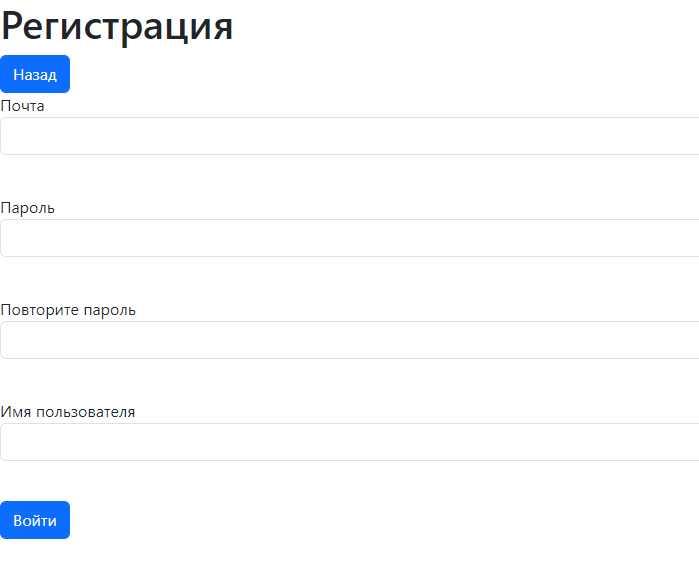 Регистрация
Назад
Почта
Пароль
Повторите пароль
Имя пользователя
Войти